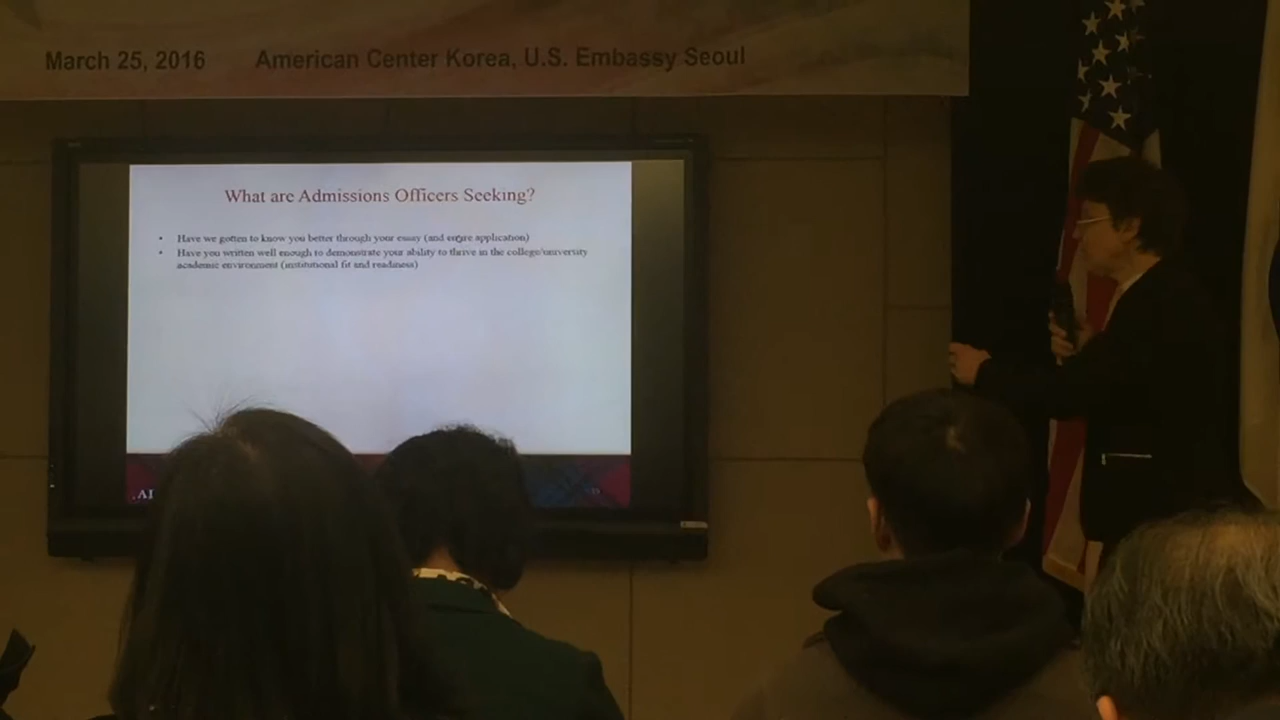 March 25, 2016 American Center Korea, U.S. Embassy Seoul
What are Admissions Officers Seeking?
• Have we gotten to know you better through your essay (and entire application)
• Have you written well enough to demonstrate your ability to thrive in the college/university
academic environment (institutional fit and readiness)